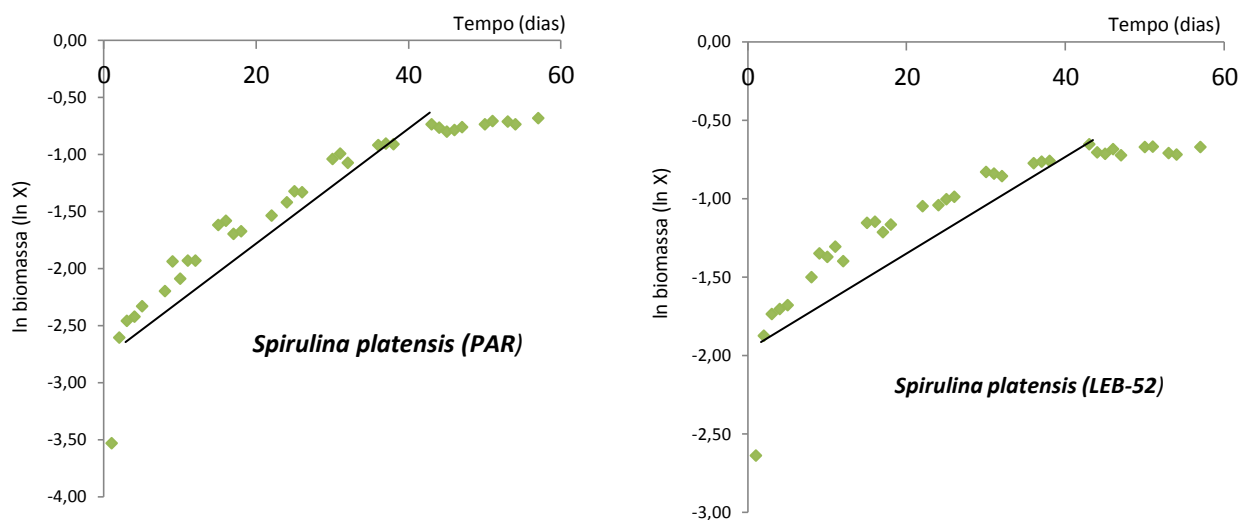 Tempo (dias)
0,00
0 20 40 60
-0,50
-1,00
-1,50
-2,00
-2,50
-3,00
-3,50
-4,00
ln biomassa (ln X)
Spirulina platensis (PAR)
Tempo (dias)
0,00
0 20 40 60
-0,50
-1,00
-1,50
-2,00
-2,50
-3,00
ln biomassa (ln X)
Spirulina platensis (LEB-52)